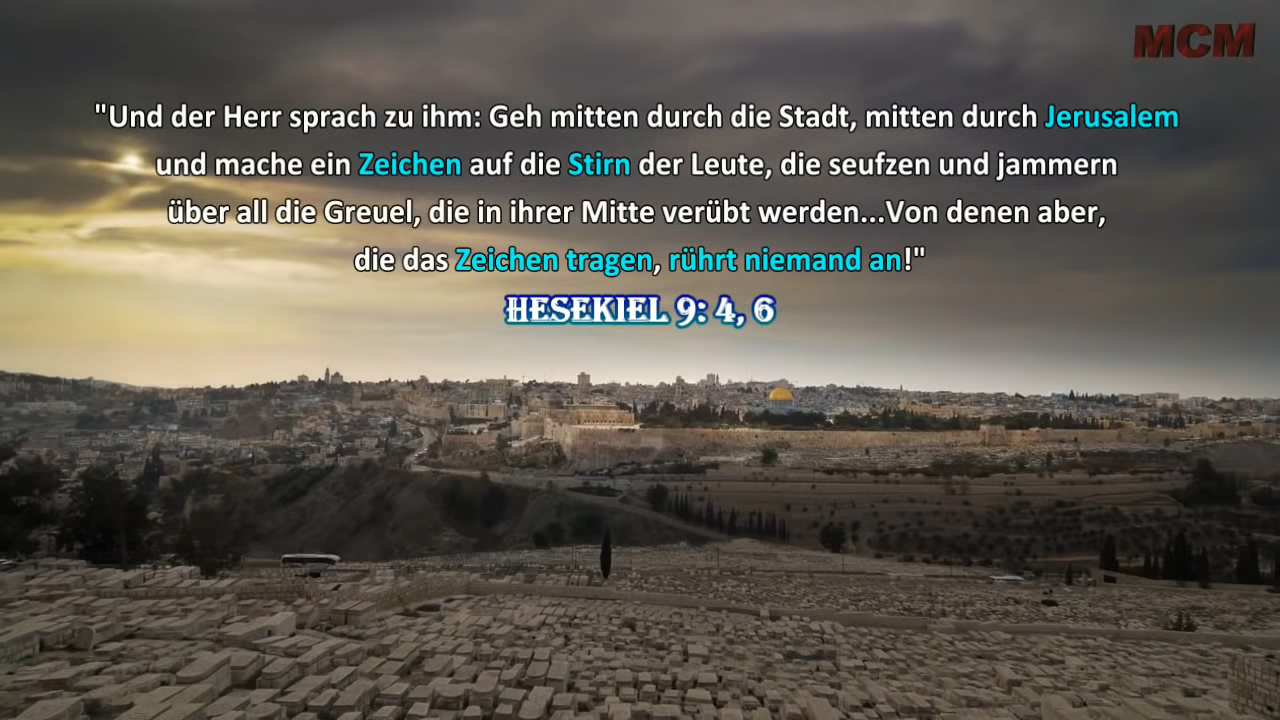 MCM
"Und der Herr sprach zu ihm: Geh mitten durch die Stadt, mitten durch Jerusalem
und mache ein Zeichen auf die Stirn der Leute, die seufzen und jammern
über all die Greuel, die in ihrer Mitte verübt werden...Von denen aber,
die das Zeichen tragen, rührt niemand an!"
HESEKIEL 9: 4, 6